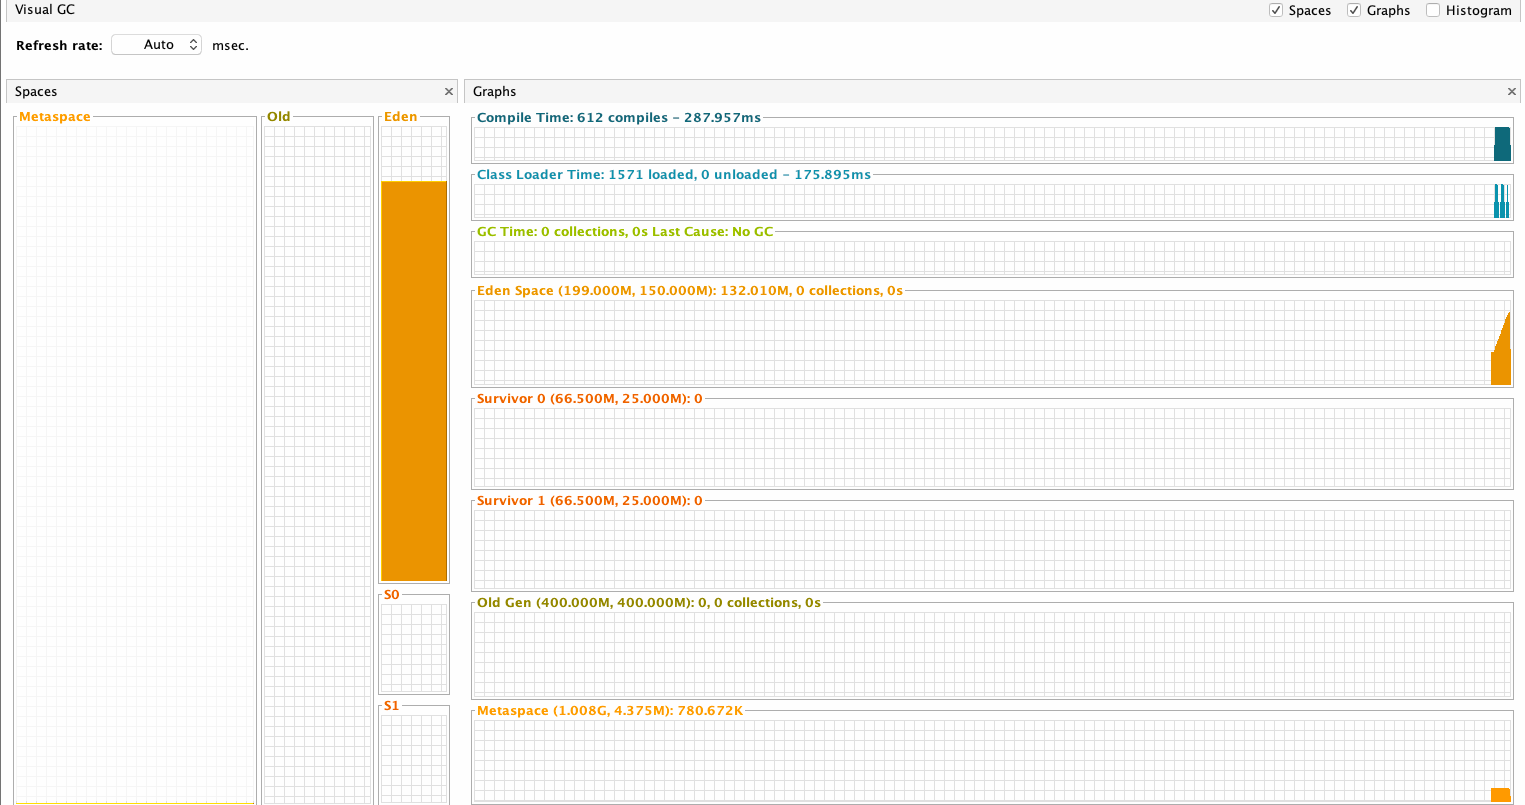 Visual GC
Spaces Graphs Histogram
Refresh rate: Auto msec.
Spaces
Graphs
Metaspace
Old
Eden
S0
S1
Compile Time: 612 compiles - 287.957ms
Class Loader Time: 1571 loaded, 0 unloaded - 175.895ms
GC Time: 0 collections, 0s Last Cause: No GC
Eden Space (199.000M, 150.000M): 132.010M, 0 collections, 0s
Survivor 0 (66.500M, 25.000M): 0
Survivor 1 (66.500M, 25.000M): 0
Old Gen (400.000M, 400.000M): 0, 0 collections, 0s
Metaspace (1.008G, 4.375M): 780.672K